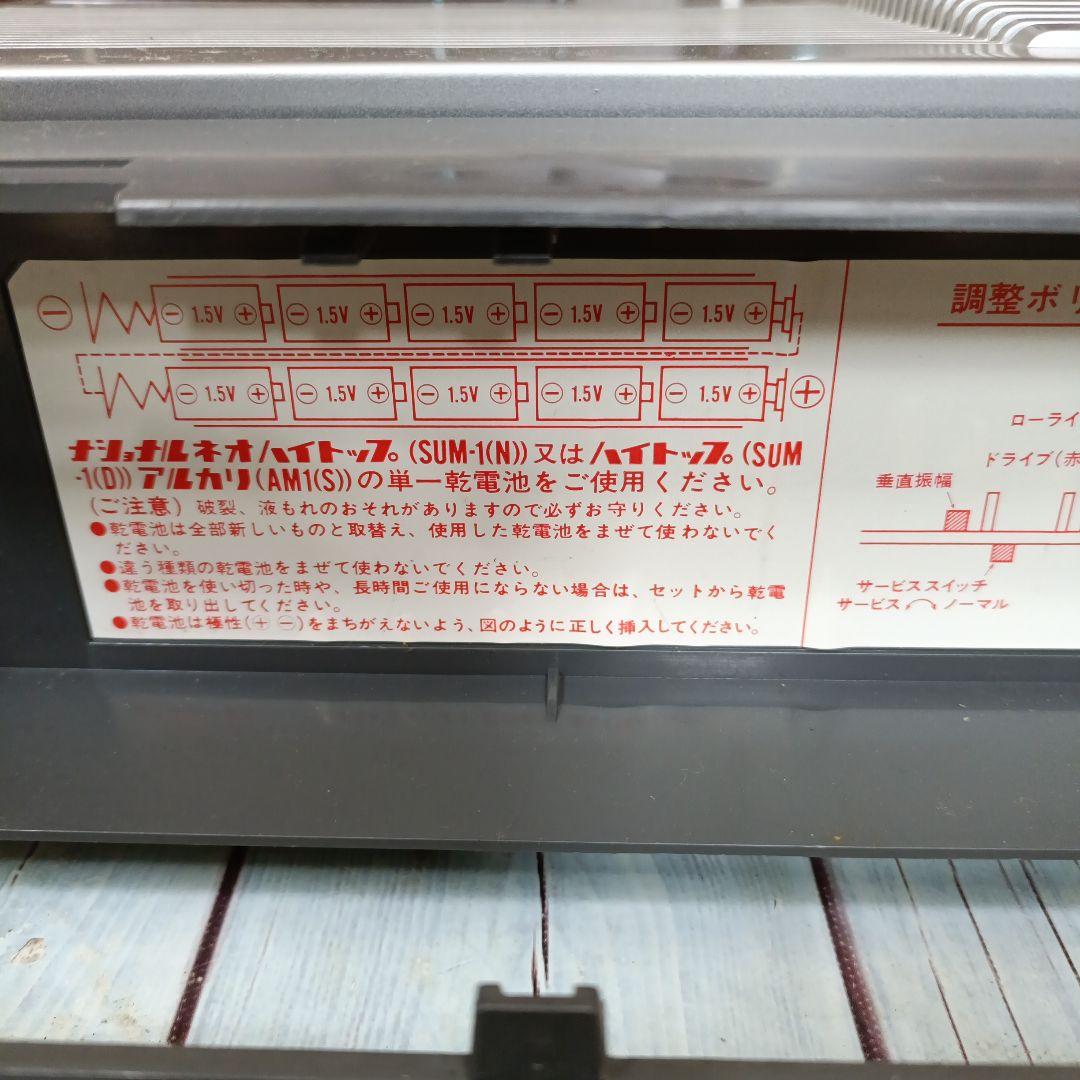 ⊖ ⊖ 1.5V ⊕ ⊖ 1.5V ⊕ ⊖ 1.5V ⊕ ⊖ 1.5V ⊕ ⊖ 1.5V ⊕
⊖ 1.5V ⊕ ⊖ 1.5V ⊕ ⊖ 1.5V ⊕ ⊖ 1.5V ⊕ ⊖ 1.5V ⊕ ⊕
ナショナルネオハイトップ。(SUM-1(N))又はハイトップ。(SUM
-1(D))アルカリ(AM1(S))の単一乾電池をご使用ください。
(ご注意)破裂、液もれのおそれがありますので必ずお守りください。
●乾電池は全部新しいものと取替え、使用した乾電池をまぜて使わないでく
ださい。
●違う種類の乾電池をまぜて使わないでください。
●乾電池を使い切った時や、長時間ご使用にならない場合は、セットから乾電
池を取り出してください。
●乾電池は極性(⊕ ⊖)をまちがえないよう、図のように正しく挿入してください。
調整ボリ
ローライ
ドライブ(赤
垂直振幅
サービススイッチ
サービス ノーマル